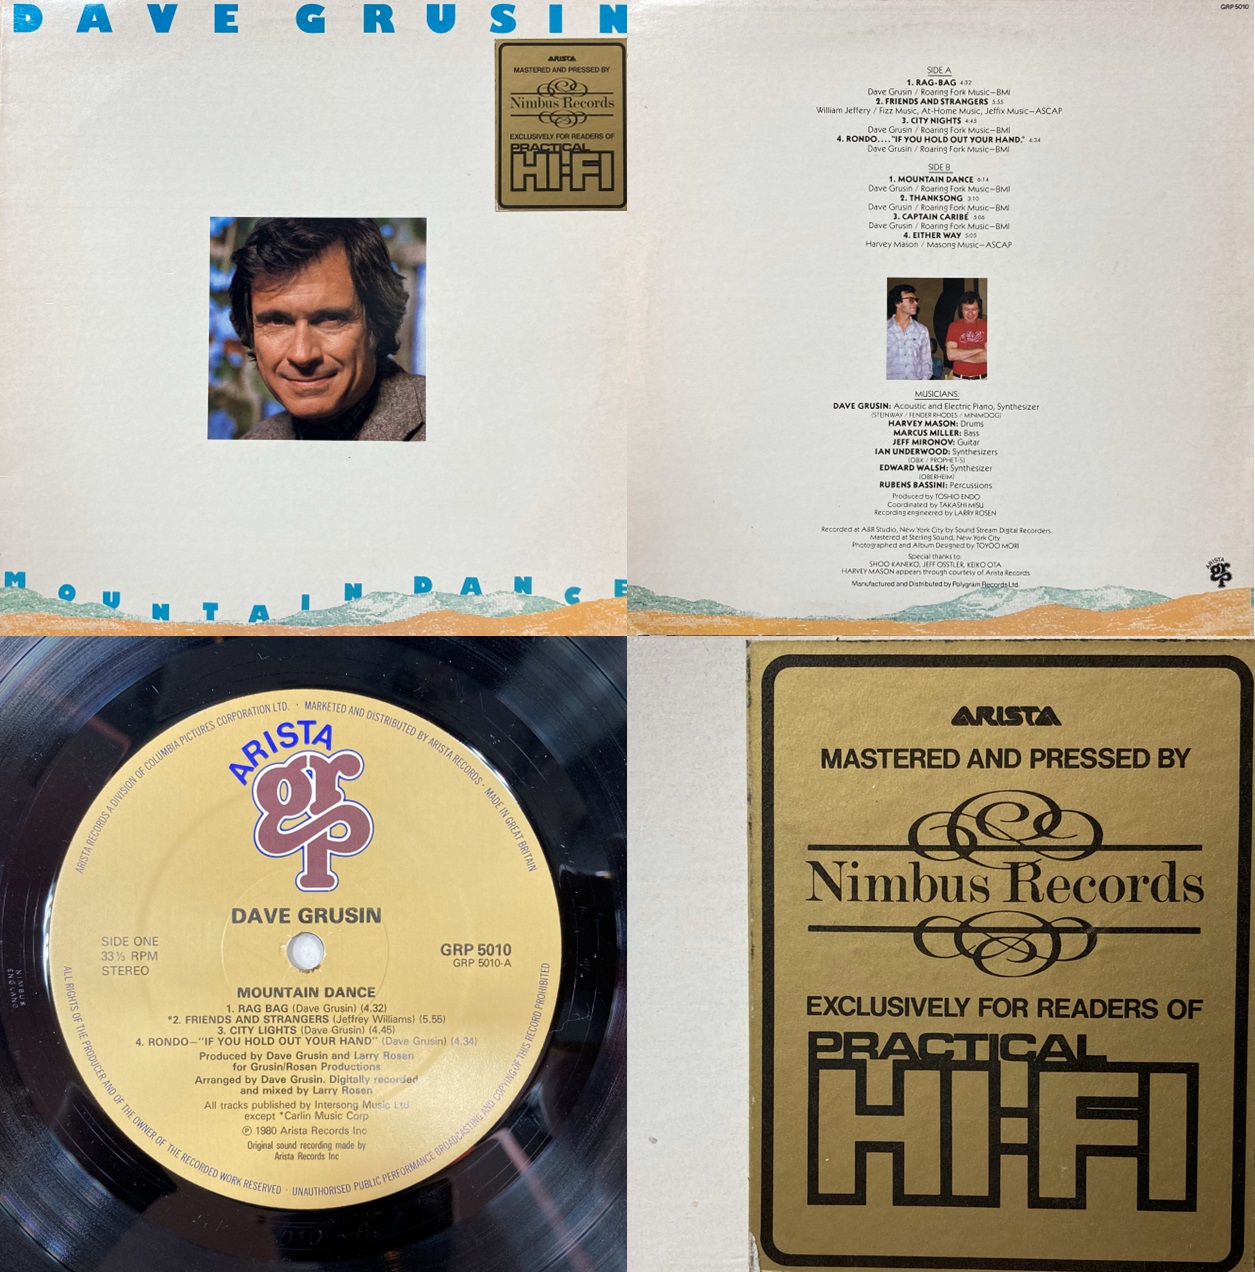 DAVE GRUSIN
ARISTA
MASTERED AND PRESSED BY
Nimbus Records
EXCLUSIVELY FOR READERS OF
PRACTICAL
HI-FI
MOUNTAIN DANCE
GRP 5010
SIDE A
1. RAG-BAG 4:32
Dave Grusin / Roaring Fork Music—BMI
2. FRIENDS AND STRANGERS 5:55
William Jeffery / Fizz Music, At-Home Music, Jeffix Music—ASCAP
3. CITY NIGHTS 4:45
Dave Grusin / Roaring Fork Music—BMI
4. RONDO...."IF YOU HOLD OUT YOUR HAND." 4:34
Dave Grusin / Roaring Fork Music—BMI
SIDE B
1. MOUNTAIN DANCE 6:14
Dave Grusin / Roaring Fork Music—BMI
2. THANKSONG 3:10
Dave Grusin / Roaring Fork Music—BMI
3. CAPTAIN CARIBÉ 5:06
Dave Grusin / Roaring Fork Music—BMI
4. EITHER WAY 5:05
Harvey Mason / Masong Music—ASCAP
MUSICIANS:
DAVE GRUSIN: Acoustic and Electric Piano, Synthesizer
(STEINWAY / FENDER RHODES / MINIMOOG)
HARVEY MASON: Drums
MARCUS MILLER: Bass
JEFF MIRONOV: Guitar
IAN UNDERWOOD: Synthesizers
(OBX / PROPHET-5)
EDWARD WALSH: Synthesizer
(OBERHEIM)
RUBENS BASSINI: Percussions
Produced by TOSHIO ENDO
Coordinated by TAKASHI MISU
Recording engineered by LARRY ROSEN
Recorded at A&R Studio, New York City by Sound Stream Digital Recorders.
Mastered at Sterling Sound, New York City
Photographed and Album Designed by TOYOO MORI
Special thanks to:
SHOO KANEKO, JEFF OSSTLER, KEIKO OTA
HARVEY MASON appears through courtesy of Arista Records
Manufactured and Distributed by Polygram Records Ltd.
ARISTA
grp
ARISTA RECORDS A DIVISION OF COLUMBIA PICTURES CORPORATION LTD. · MARKETED AND DISTRIBUTED BY ARISTA RECORDS · MADE IN GREAT BRITAIN
ARISTA
grp
DAVE GRUSIN
SIDE ONE
33⅓ RPM
STEREO
GRP 5010
GRP 5010-A
MOUNTAIN DANCE
1. RAG BAG (Dave Grusin) (4.32)
*2. FRIENDS AND STRANGERS (Jeffrey Williams) (5.55)
3. CITY LIGHTS (Dave Grusin) (4.45)
4. RONDO—"IF YOU HOLD OUT YOUR HAND" (Dave Grusin) (4.34)
Produced by Dave Grusin and Larry Rosen
for Grusin/Rosen Productions
Arranged by Dave Grusin. Digitally recorded
and mixed by Larry Rosen
All tracks published by Intersong Music Ltd
except *Carlin Music Corp
℗ 1980 Arista Records Inc
Original sound recording made by
Arista Records Inc
ALL RIGHTS OF THE PRODUCER AND OF THE OWNER OF THE RECORDED WORK RESERVED · UNAUTHORISED PUBLIC PERFORMANCE BROADCASTING AND COPYING OF THIS RECORD PROHIBITED
NIMBUS
ENGLAND
ARISTA
MASTERED AND PRESSED BY
Nimbus Records
EXCLUSIVELY FOR READERS OF
PRACTICAL
HI-FI